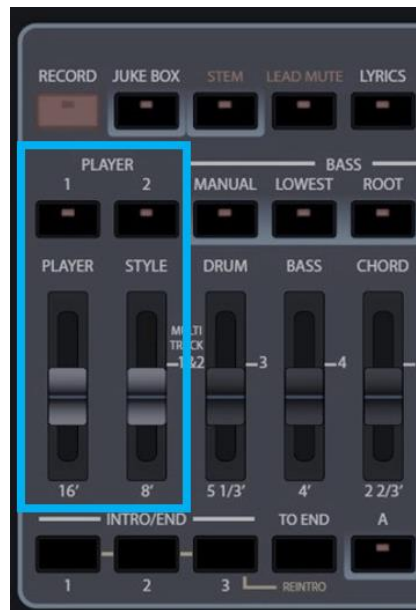 RECORD JUKE BOX STEM LEAD MUTE LYRICS
PLAYER BASS
1 2 MANUAL LOWEST ROOT
PLAYER STYLE DRUM BASS CHORD
MULTI
TRACK
1&2 3 4
16' 8' 5 1/3' 4' 2 2/3'
INTRO/END TO END A
1 2 3 REINTRO